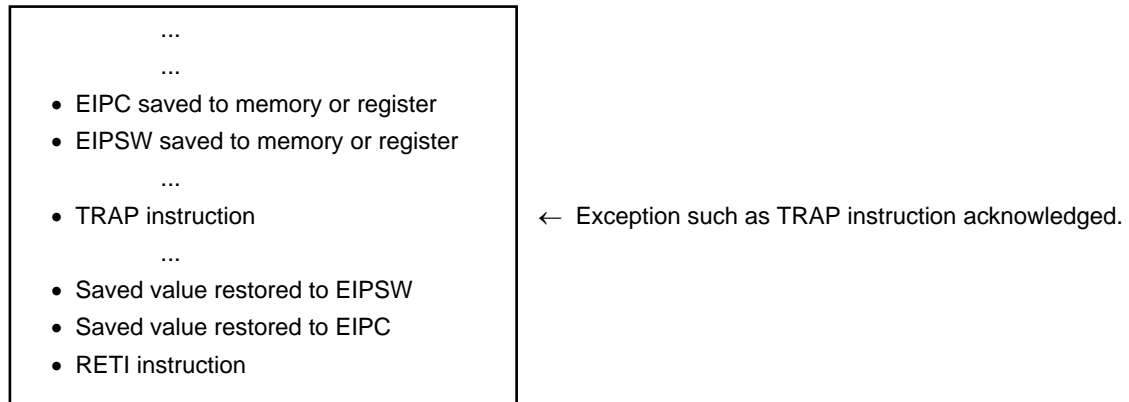 ...
...
• EIPC saved to memory or register
• EIPSW saved to memory or register
...
• TRAP instruction ← Exception such as TRAP instruction acknowledged.
...
• Saved value restored to EIPSW
• Saved value restored to EIPC
• RETI instruction